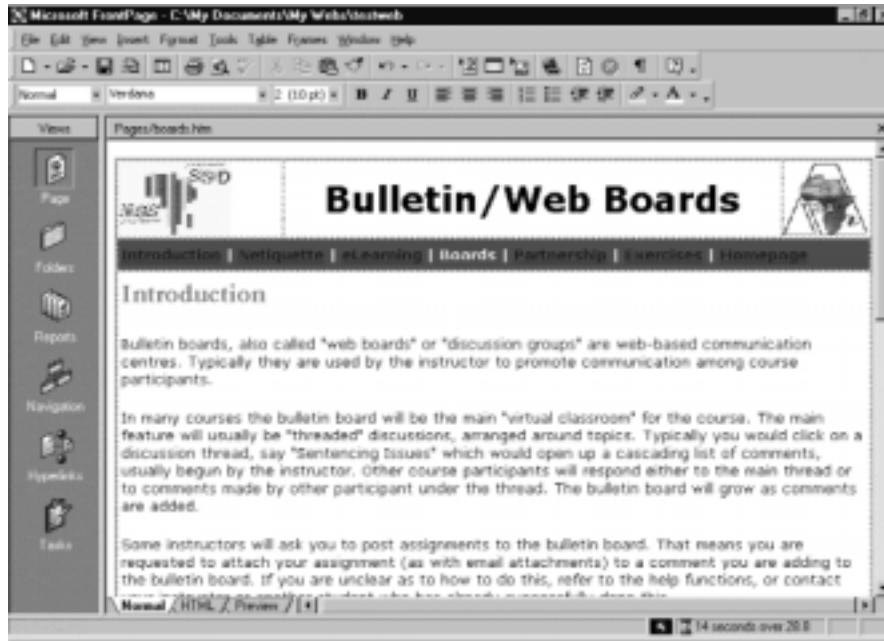 Microsoft FrontPage - C:\My Documents\My Webs\testweb
File Edit View Insert Format Tools Table Frames Window Help
Normal Verdana 2 (10 pt) B I U A
Views Pages/boards.htm
Page
Folders
Reports
Navigation
Hyperlinks
Tasks
Bulletin/Web Boards
Introduction | Netiquette | eLearning | Boards | Partnership | Exercises | Homepage
Introduction
Bulletin boards, also called "web boards" or "discussion groups" are web-based communication
centres. Typically they are used by the instructor to promote communication among course
participants.
In many courses the bulletin board will be the main "virtual classroom" for the course. The main
feature will usually be "threaded" discussions, arranged around topics. Typically you would click on a
discussion thread, say "Sentencing Issues" which would open up a cascading list of comments,
usually begun by the instructor. Other course participants will respond either to the main thread or
to comments made by other participant under the thread. The bulletin board will grow as comments
are added.
Some instructors will ask you to post assignments to the bulletin board. That means you are
requested to attach your assignment (as with email attachments) to a comment you are adding to
the bulletin board. If you are unclear as to how to do this, refer to the help functions, or contact
Normal HTML Preview
14 seconds over 28.8